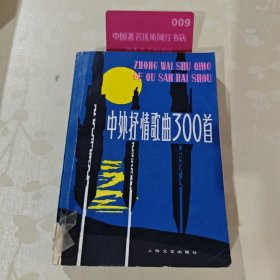 009
中国著名优质网红书店
ZHONG WAI SHU QING
GE QU SAN BAI SHOU
中外抒情歌曲300首
上海文艺出版社